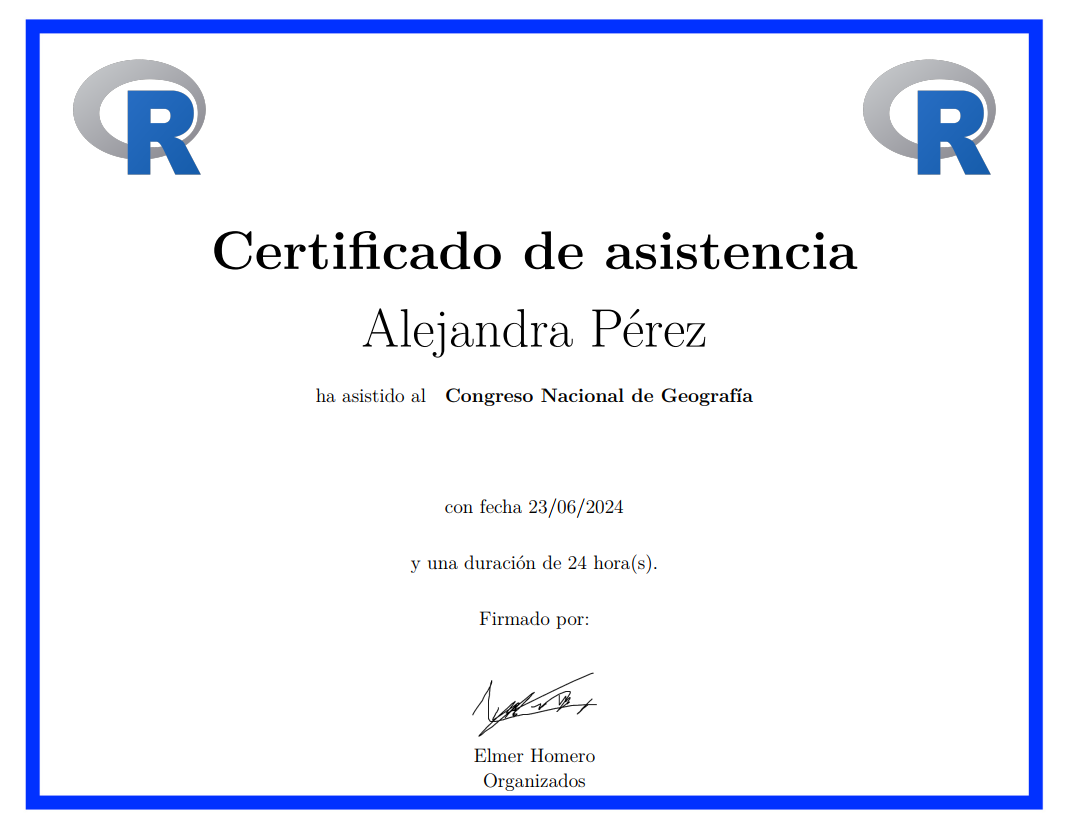 R R
Certificado de asistencia
Alejandra Pérez
ha asistido al Congreso Nacional de Geografía
con fecha 23/06/2024
y una duración de 24 hora(s).
Firmado por:
Elmer Homero
Organizados